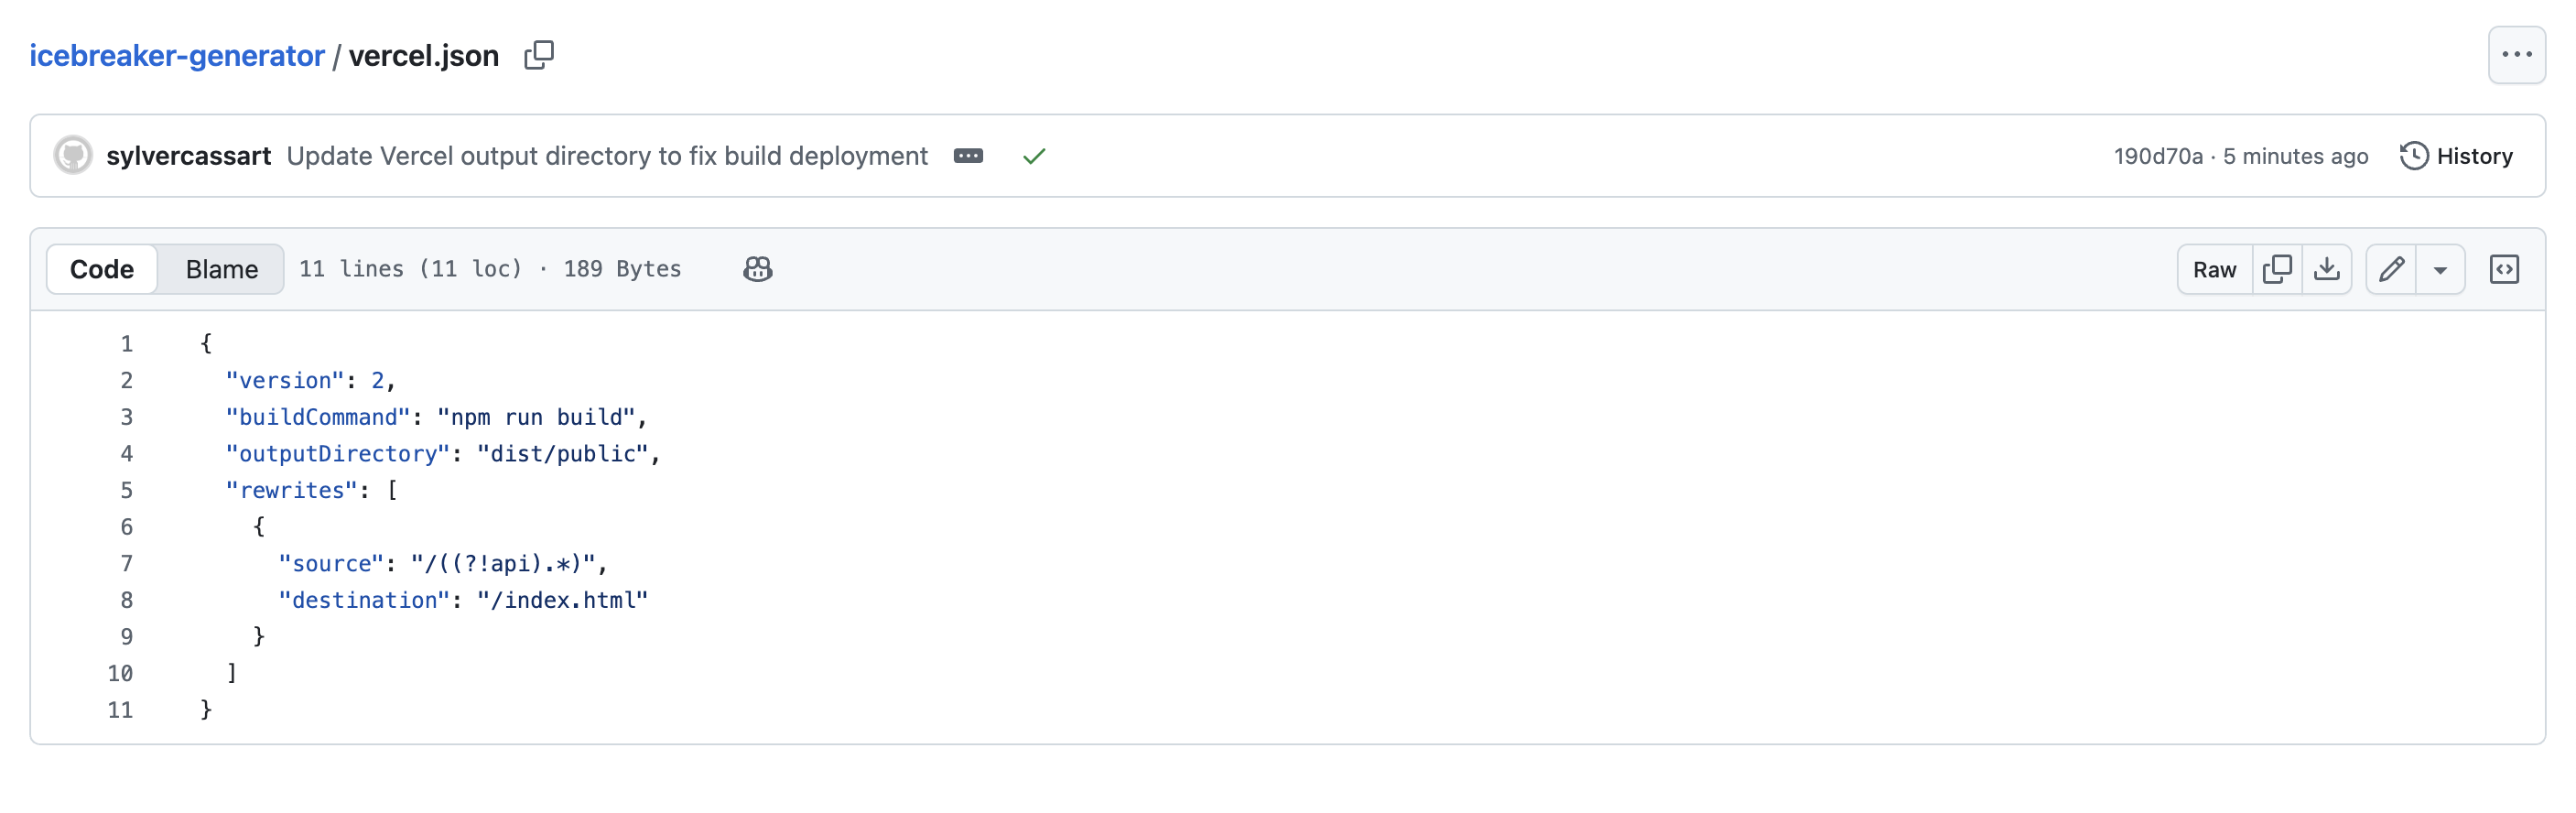 icebreaker-generator / vercel.json
sylvercassart Update Vercel output directory to fix build deployment 190d70a · 5 minutes ago History
Code Blame 11 lines (11 loc) · 189 Bytes Raw
1 {
2   "version": 2,
3   "buildCommand": "npm run build",
4   "outputDirectory": "dist/public",
5   "rewrites": [
6     {
7       "source": "/((?!api).*)",
8       "destination": "/index.html"
9     }
10   ]
11 }